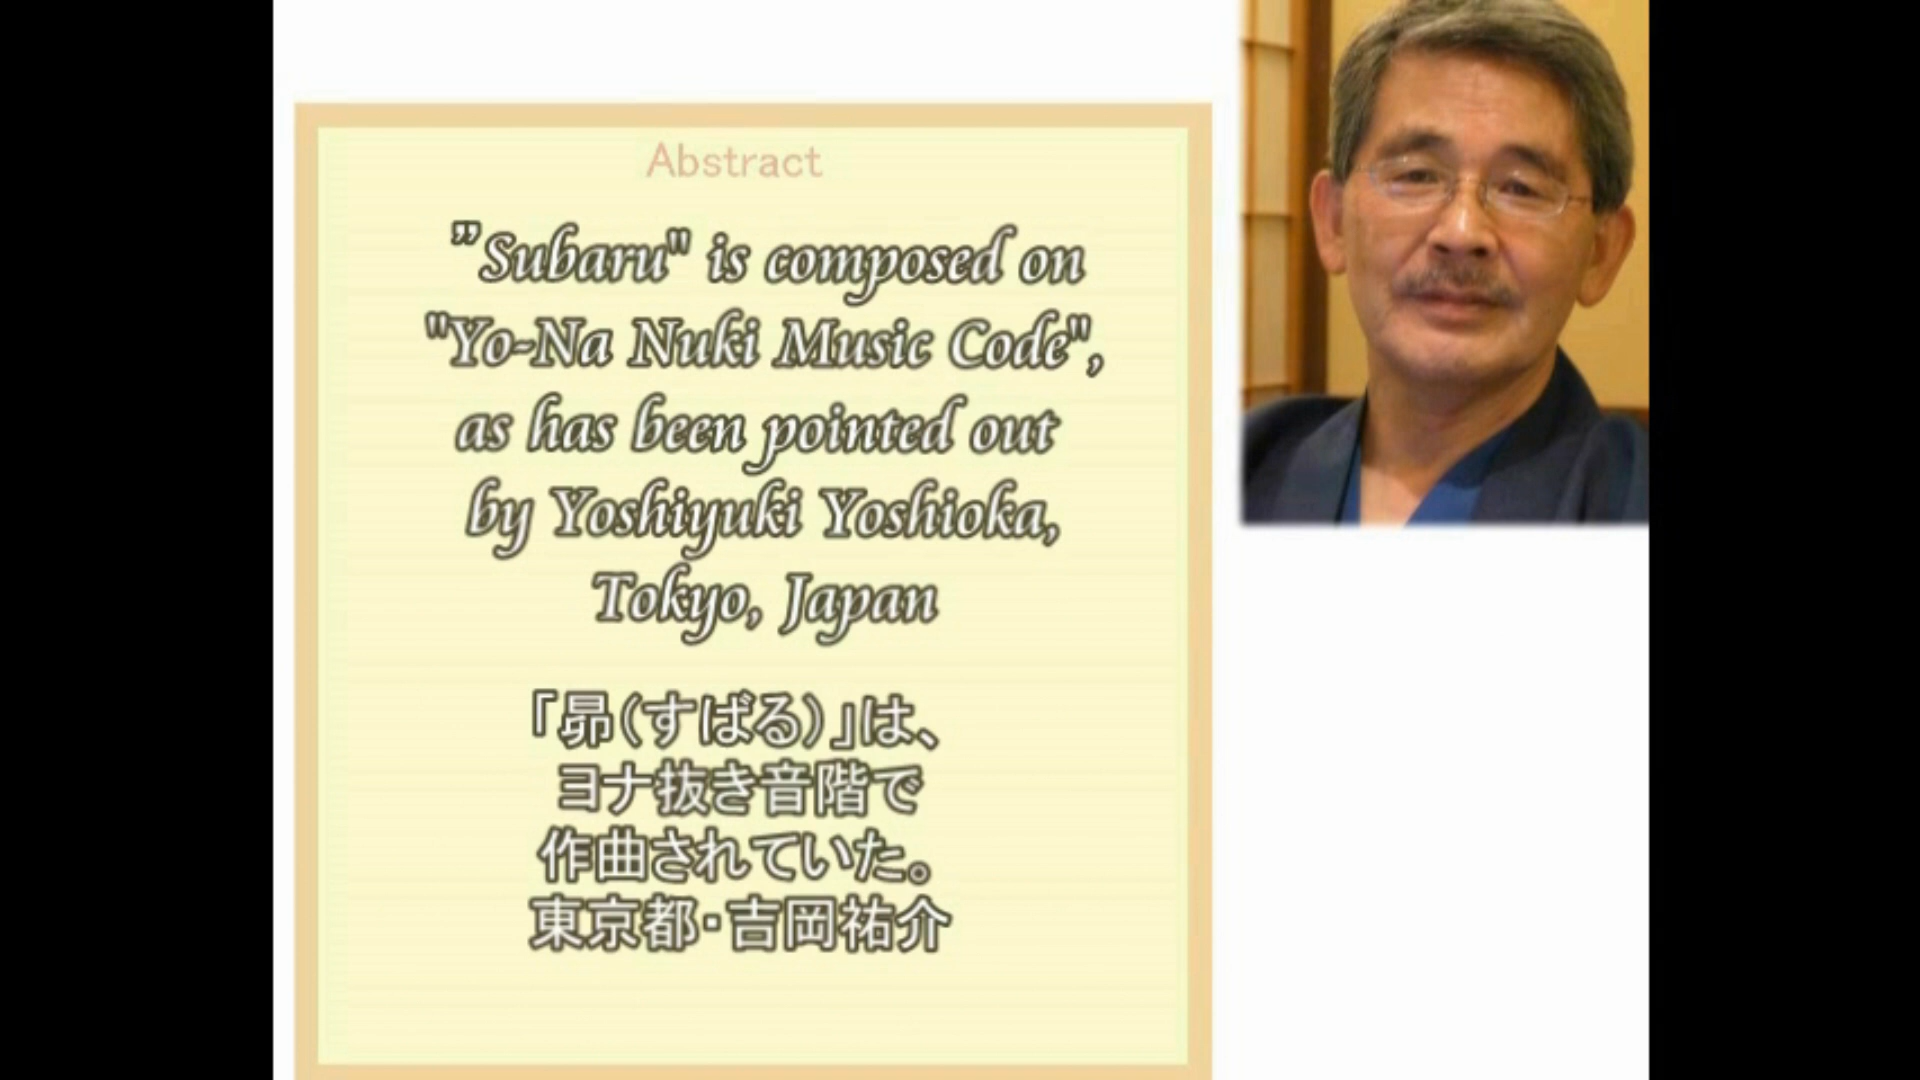 Abstract
”Subaru" is composed on
"Yo-Na Nuki Music Code",
as has been pointed out
by Yoshiyuki Yoshioka,
Tokyo, Japan
「昴(すばる)」は、
ヨナ抜き音階で
作曲されていた。
東京都・吉岡祐介